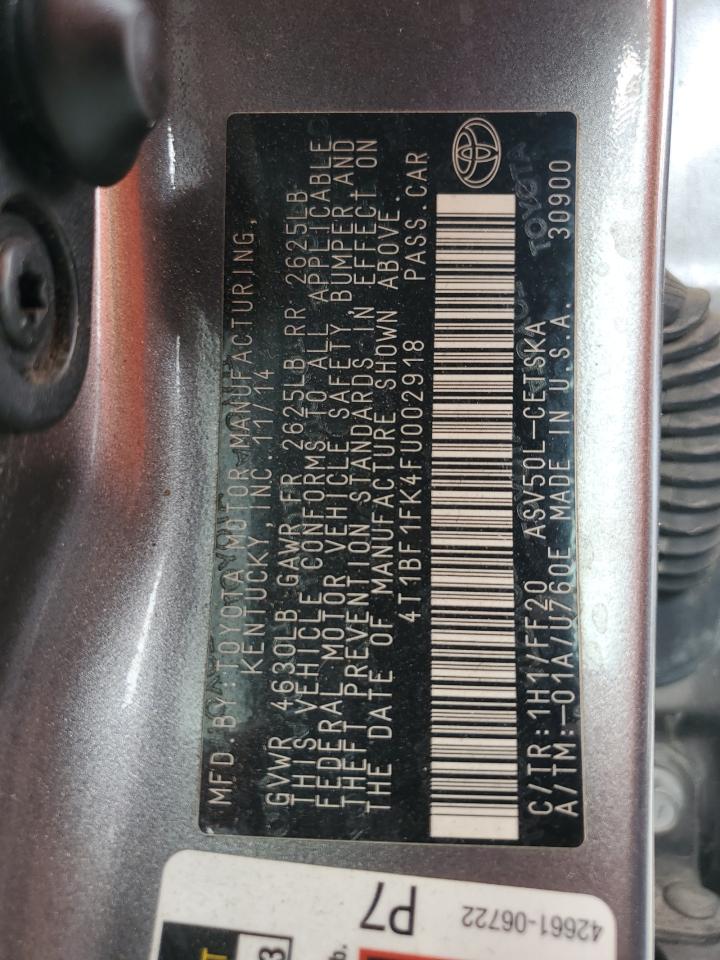 MFD. BY:TOYOTA MOTOR MANUFACTURING,
KENTUCKY, INC 11/14
GVWR 4630LB GAWR FR 2625LB RR 2625LB
THIS VEHICLE CONFORMS TO ALL APPLICABLE
FEDERAL MOTOR VEHICLE SAFETY, BUMPER AND
THEFT PREVENTION STANDARDS IN EFFECT ON
THE DATE OF MANUFACTURE SHOWN ABOVE.
4T1BF1FK4FU002918 PASS CAR
C/TR:1H1/FF20 ASV50L-CETSKA
A/TM:-01A/U760E MADE IN U.S.A. 30900
TOYOTA
P7
42661-06722